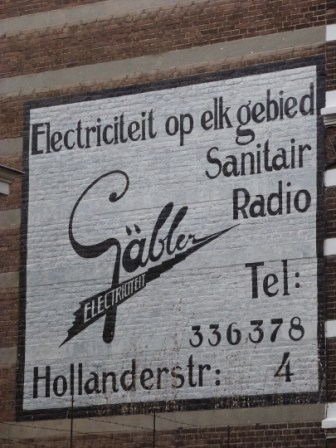 Electriciteit op elk gebied
Sanitair
Radio
Gäbler
ELECTRICITEIT
Tel:
336378
Hollanderstr: 4